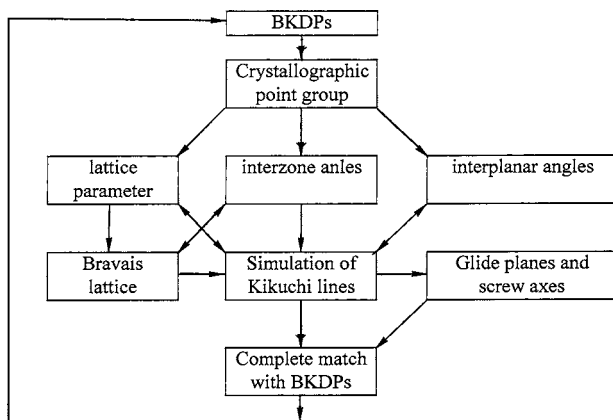 BKDPs
Crystallographic
point group
lattice
parameter
interzone anles
interplanar angles
Bravais
lattice
Simulation of
Kikuchi lines
Glide planes and
screw axes
Complete match
with BKDPs